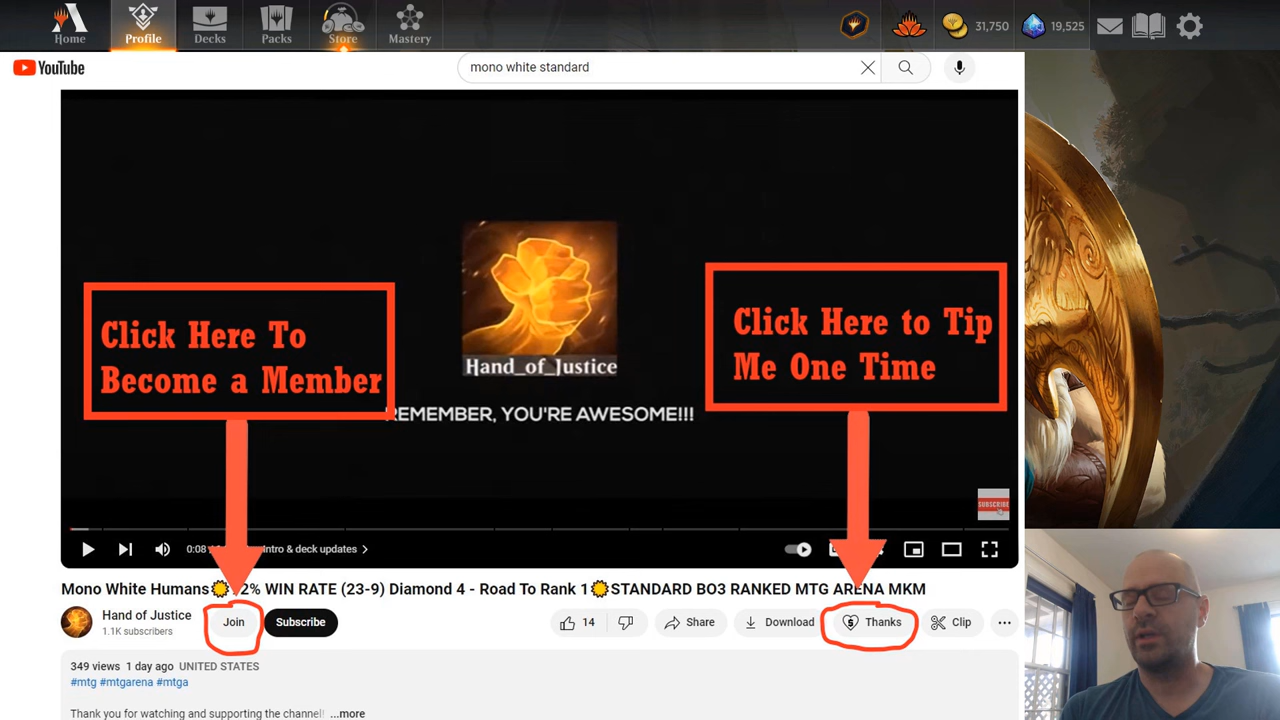 Home
Profile
Decks
Packs
Store
Mastery
31,750
19,525
YouTube
mono white standard
Hand_of_Justice
Click Here To
Become a Member
Click Here to Tip
Me One Time
REMEMBER, YOU'RE AWESOME!!!
SUBSCRIBE
0:08
Intro & deck updates
Mono White Humans 2% WIN RATE (23-9) Diamond 4 - Road To Rank 1 STANDARD BO3 RANKED MTG ARENA MKM
Hand of Justice
1.1K subscribers
Join
Subscribe
14
Share
Download
Thanks
Clip
349 views 1 day ago UNITED STATES
#mtg #mtgarena #mtga
Thank you for watching and supporting the channel! ...more